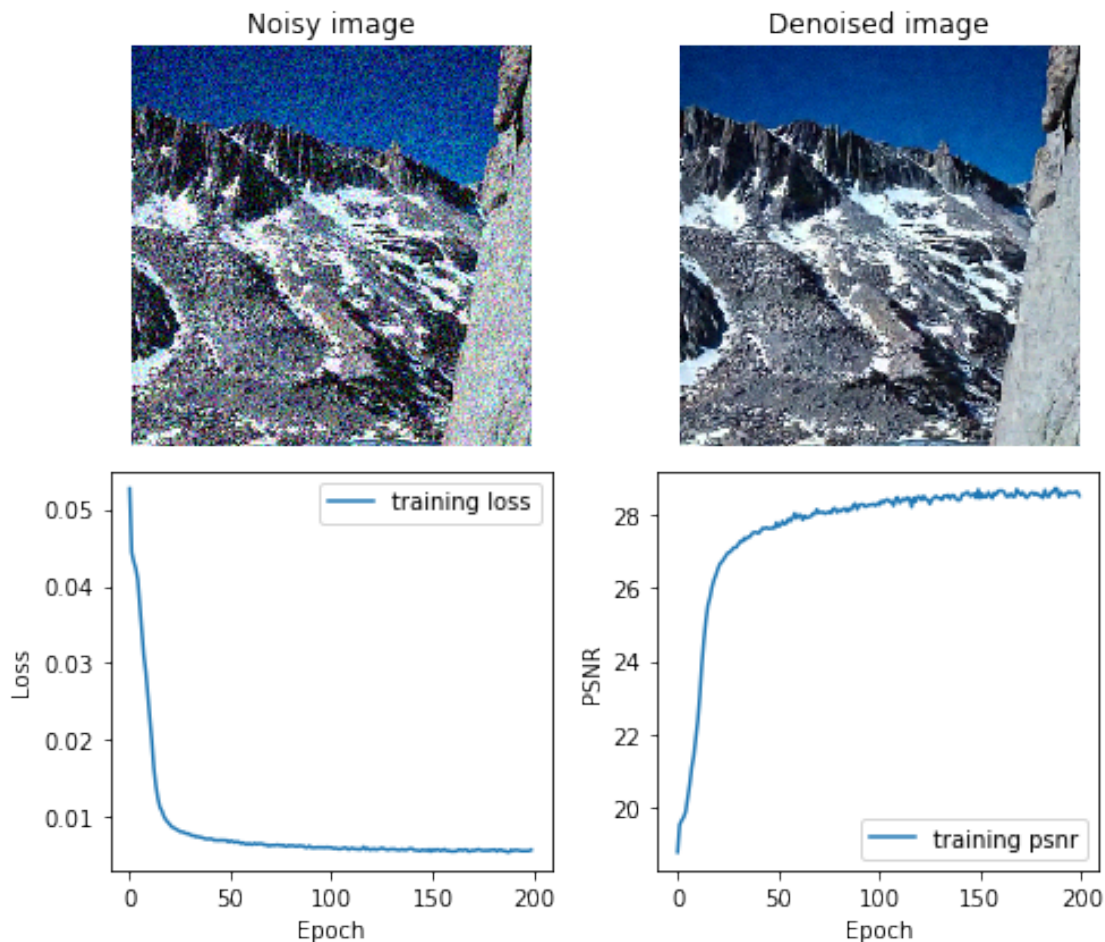 Noisy image
Denoised image
0.05
0.04
0.03
0.02
0.01
Loss
training loss
0 50 100 150 200
Epoch
28
26
24
22
20
PSNR
training psnr
0 50 100 150 200
Epoch